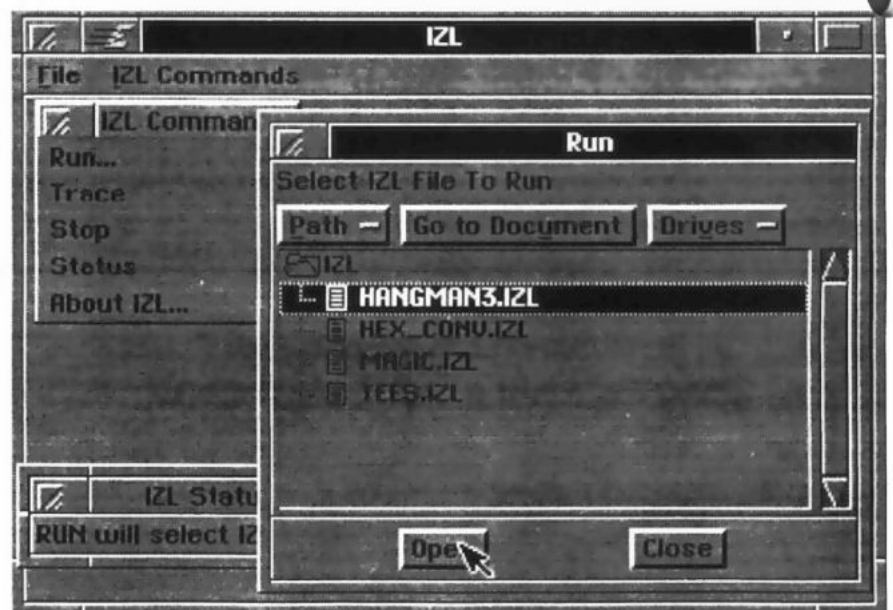 IZL
File IZL Commands
IZL Comman
Run...
Trace
Stop
Status
About IZL...
Run
Select IZL File To Run
Path Go to Document Drives
IZL
HANGMAN3.IZL
HEX_CONV.IZL
MAGIC.IZL
TEES.IZL
IZL Statu
RUN will select IZ
Ope
Close